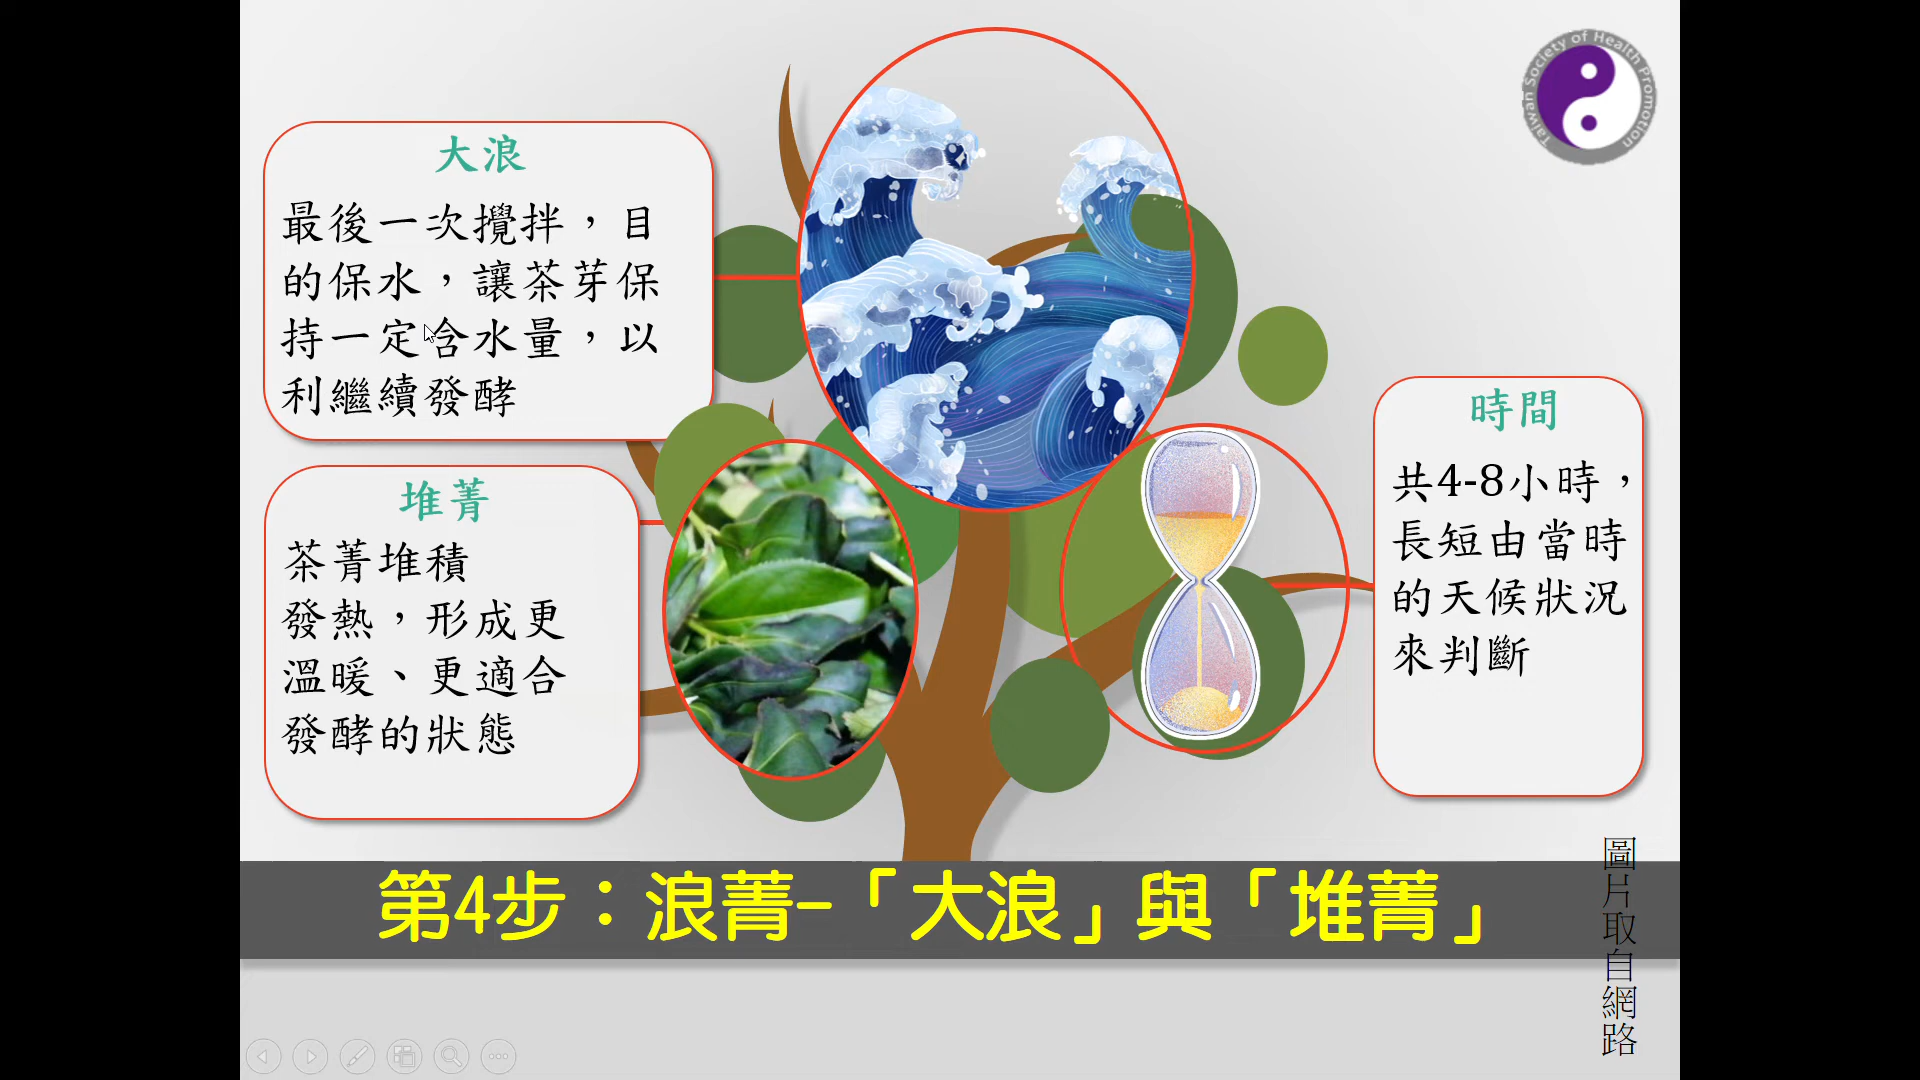 大浪
最後一次攪拌，目
的保水，讓茶芽保
持一定含水量，以
利繼續發酵
堆菁
茶菁堆積
發熱，形成更
溫暖、更適合
發酵的狀態
時間
共4-8小時，
長短由當時
的天候狀況
來判斷
第4步：浪菁-「大浪」與「堆菁」
圖片取自網路
Taiwan Society of Health Promotion